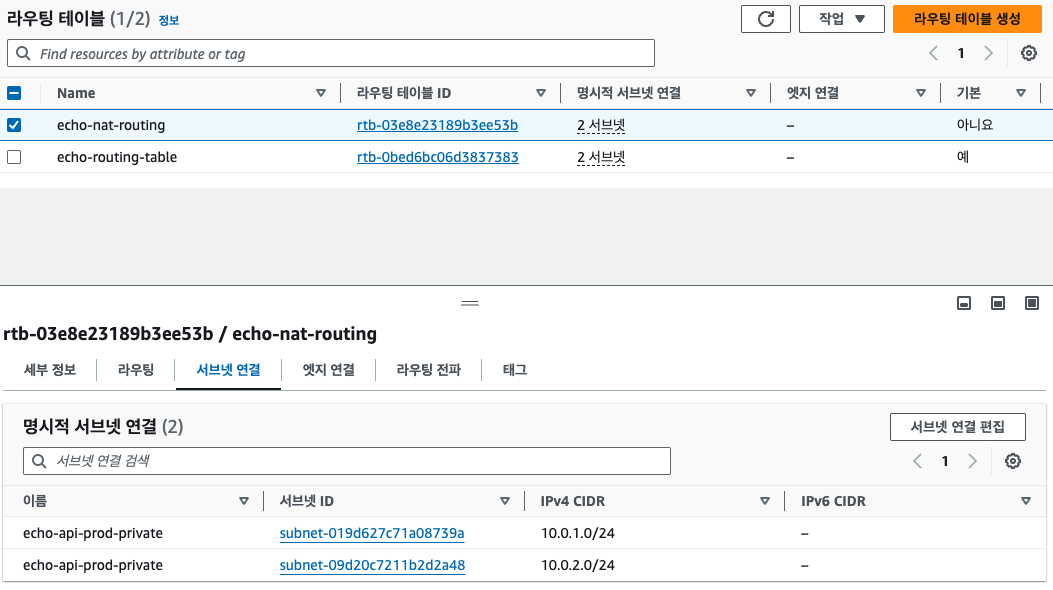 라우팅 테이블 (1/2) 정보
작업
라우팅 테이블 생성
Find resources by attribute or tag
1
Name 라우팅 테이블 ID 명시적 서브넷 연결 엣지 연결 기본
echo-nat-routing rtb-03e8e23189b3ee53b 2 서브넷 – 아니요
echo-routing-table rtb-0bed6bc06d3837383 2 서브넷 – 예
rtb-03e8e23189b3ee53b / echo-nat-routing
세부 정보 라우팅 서브넷 연결 엣지 연결 라우팅 전파 태그
명시적 서브넷 연결 (2)
서브넷 연결 편집
서브넷 연결 검색
1
이름 서브넷 ID IPv4 CIDR IPv6 CIDR
echo-api-prod-private subnet-019d627c71a08739a 10.0.1.0/24 –
echo-api-prod-private subnet-09d20c7211b2d2a48 10.0.2.0/24 –